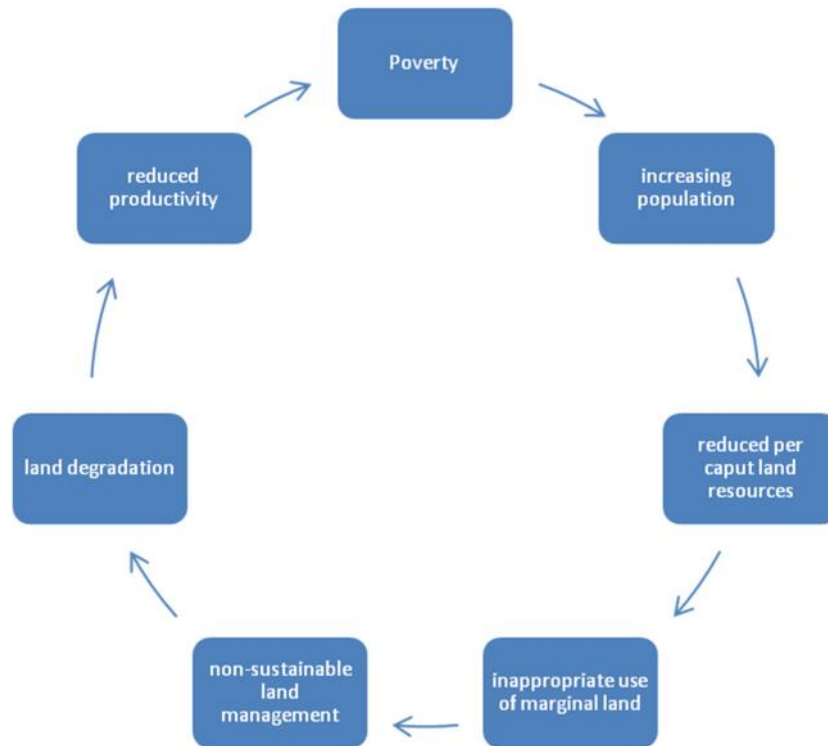 Poverty
increasing
population
reduced per
caput land
resources
inappropriate use
of marginal land
non-sustainable
land
management
land degradation
reduced
productivity